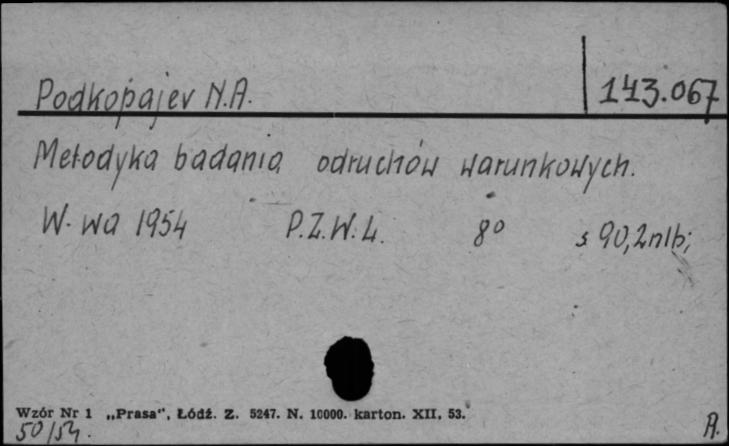 Podkopajev N.A. 143.067
Metodyka badania odruchów warunkowych.
W-wa 1954 P.Z.W.L. 8° s 90,2nlb;
Wzór Nr 1 „Prasa", Łódź. Z. 5247. N. 10000. karton. XII. 53.
50/54. A.